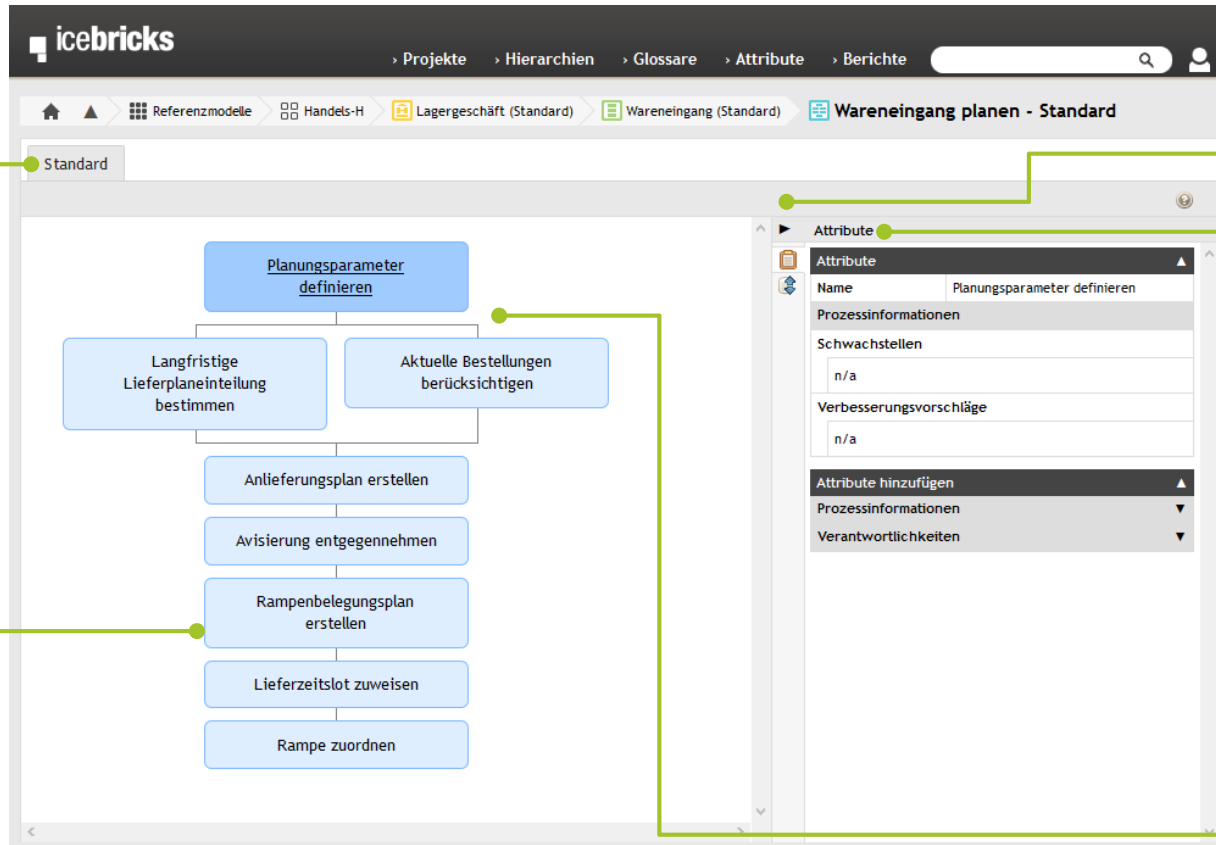 icebricks
› Projekte › Hierarchien › Glossare › Attribute › Berichte
Referenzmodelle Handels-H Lagergeschäft (Standard) Wareneingang (Standard) Wareneingang planen - Standard
Standard
Attribute
Planungsparameter
definieren
Langfristige
Lieferplaneinteilung
bestimmen
Aktuelle Bestellungen
berücksichtigen
Anlieferungsplan erstellen
Avisierung entgegennehmen
Rampenbelegungsplan
erstellen
Lieferzeitslot zuweisen
Rampe zuordnen
Attribute
Name Planungsparameter definieren
Prozessinformationen
Schwachstellen
n/a
Verbesserungsvorschläge
n/a
Attribute hinzufügen
Prozessinformationen
Verantwortlichkeiten